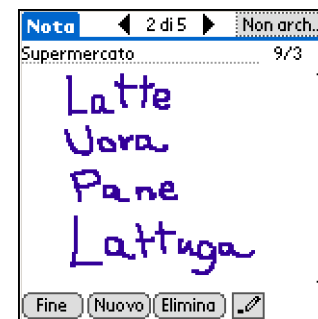 Nota 2 di 5 Non arch...
Supermercato 9/3
Latte
Uova
Pane
Lattuga
Fine Nuovo Elimina